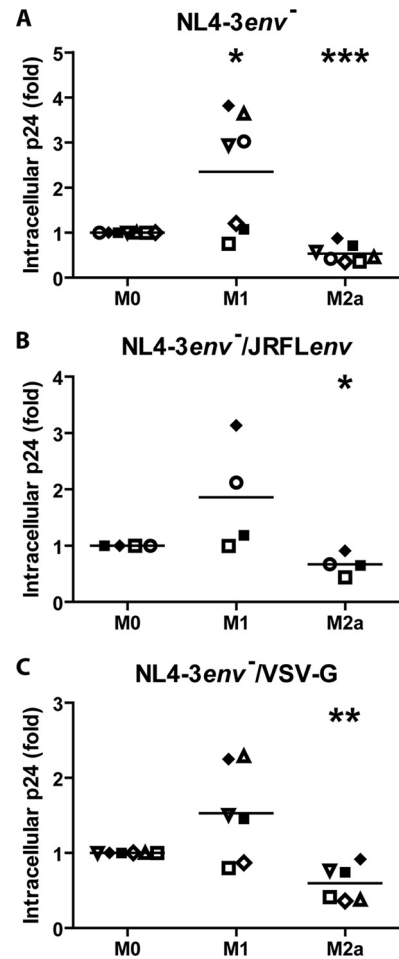 A
NL4-3env-
* ***
Intracellular p24 (fold)
5
4
3
2
1
0
M0 M1 M2a
B
NL4-3env-/JRFLenv
*
Intracellular p24 (fold)
4
3
2
1
0
M0 M1 M2a
C
NL4-3env-/VSV-G
**
Intracellular p24 (fold)
3
2
1
0
M0 M1 M2a